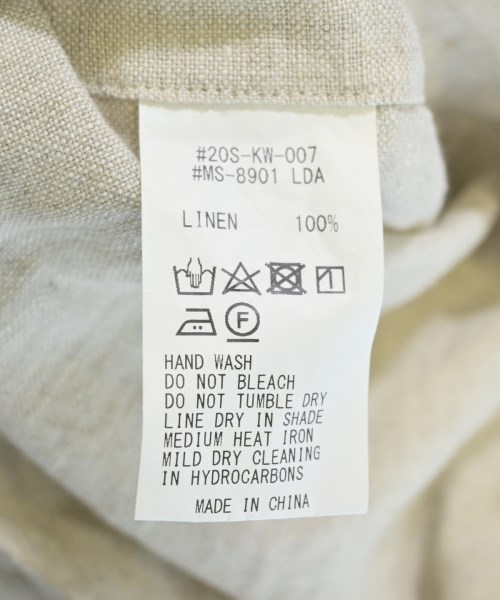 #20S-KW-007
#MS-8901 LDA
LINEN 100%
F
HAND WASH
DO NOT BLEACH
DO NOT TUMBLE DRY
LINE DRY IN SHADE
MEDIUM HEAT IRON
MILD DRY CLEANING
IN HYDROCARBONS
MADE IN CHINA